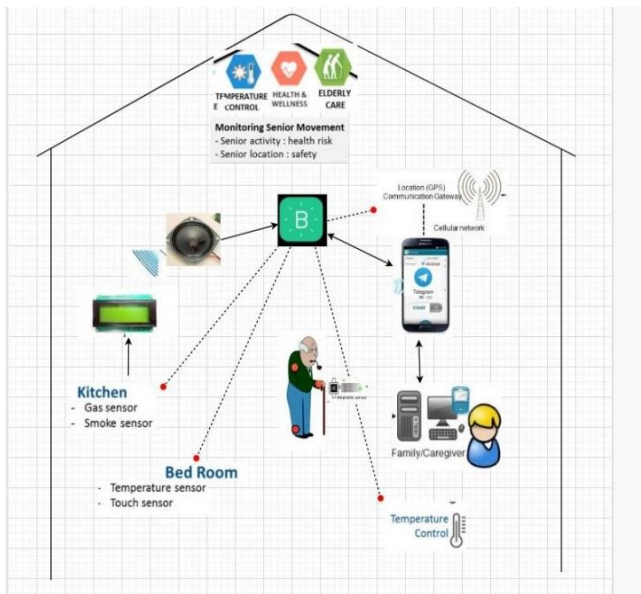 TEMPERATURE
CONTROL
E
HEALTH &
WELLNESS
ELDERLY
CARE
Monitoring Senior Movement
- Senior activity : health risk
- Senior location : safety
Location (GPS)
Communication Gateway
Cellular network
B
Telegram
Kitchen
- Gas sensor
- Smoke sensor
Bed Room
- Temperature sensor
- Touch sensor
Family/Caregiver
Temperature
Control